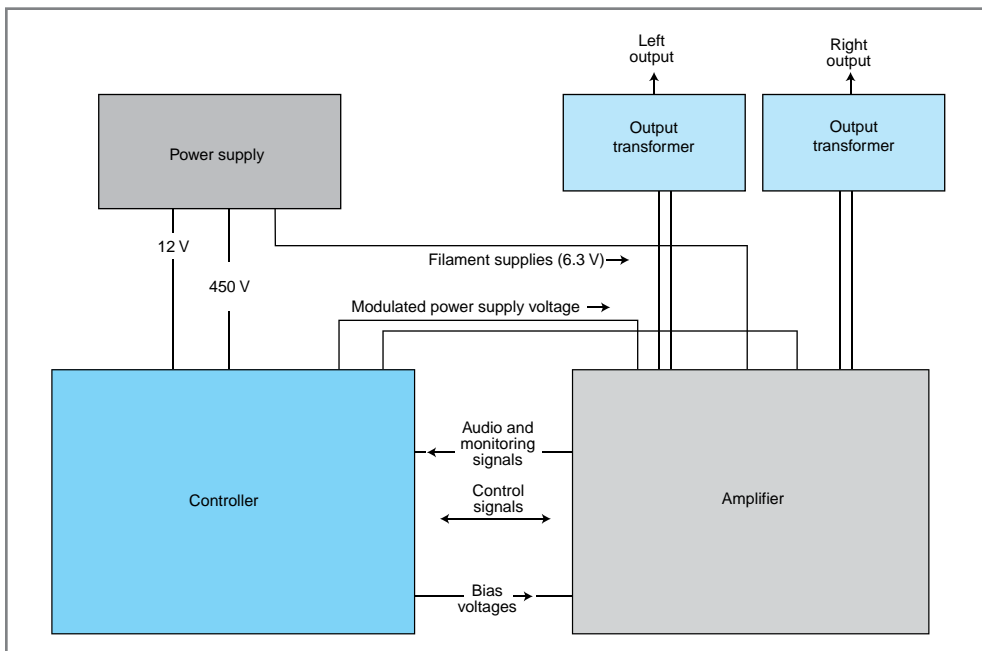 Left
output
Right
output
Power supply
Output
transformer
Output
transformer
12 V
450 V
Filament supplies (6.3 V)
Modulated power supply voltage
Controller
Audio and
monitoring
signals
Control
signals
Bias
voltages
Amplifier